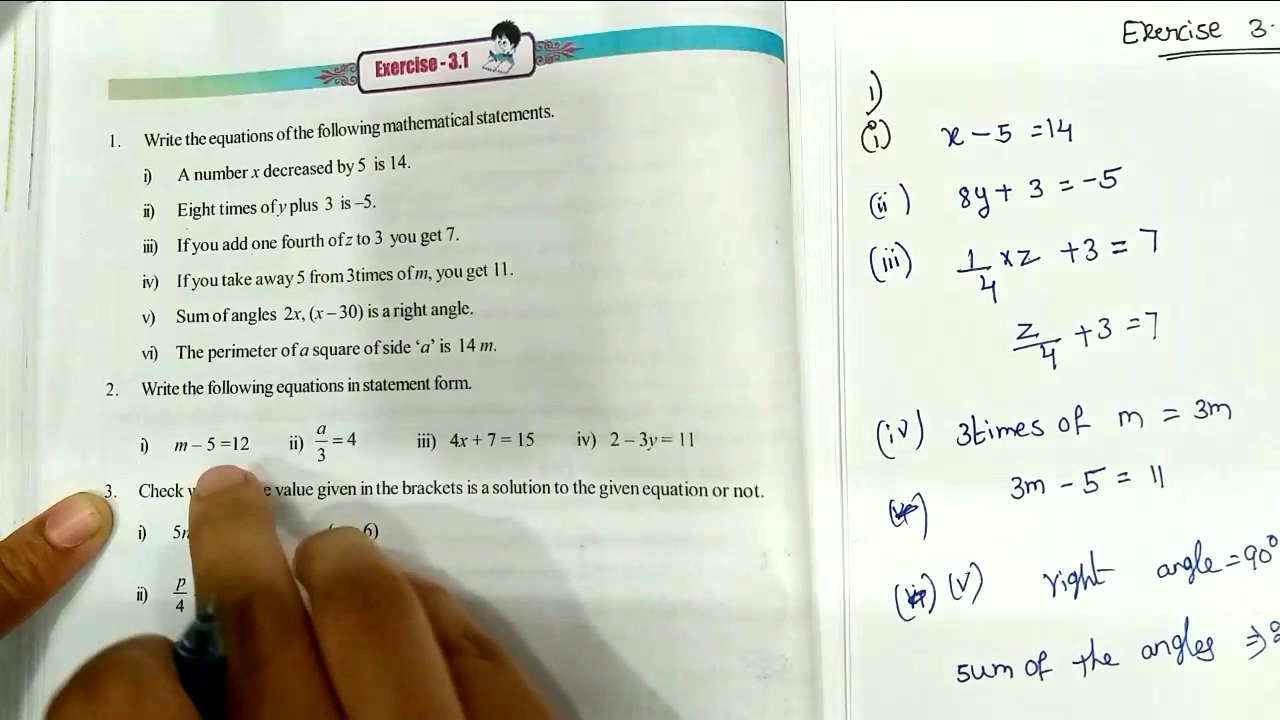 Exercise - 3.1
1. Write the equations of the following mathematical statements.
i) A number x decreased by 5 is 14.
ii) Eight times of y plus 3 is –5.
iii) If you add one fourth of z to 3 you get 7.
iv) If you take away 5 from 3 times of m, you get 11.
v) Sum of angles 2x, (x – 30) is a right angle.
vi) The perimeter of a square of side ‘a’ is 14 m.
2. Write the following equations in statement form.
i) m – 5 =12 ii) a/3 = 4 iii) 4x + 7 = 15 iv) 2 – 3y = 11
3. Check value given in the brackets is a solution to the given equation or not.
i) 5 6)
ii) p/4
Exercise 3.
1)
(i) x – 5 = 14
(ii) 8y + 3 = -5
(iii) 1/4 × z + 3 = 7
z/4 + 3 = 7
(iv) 3times of m = 3m
3m – 5 = 11
(v) right angle = 90°
sum of the angles ⇒